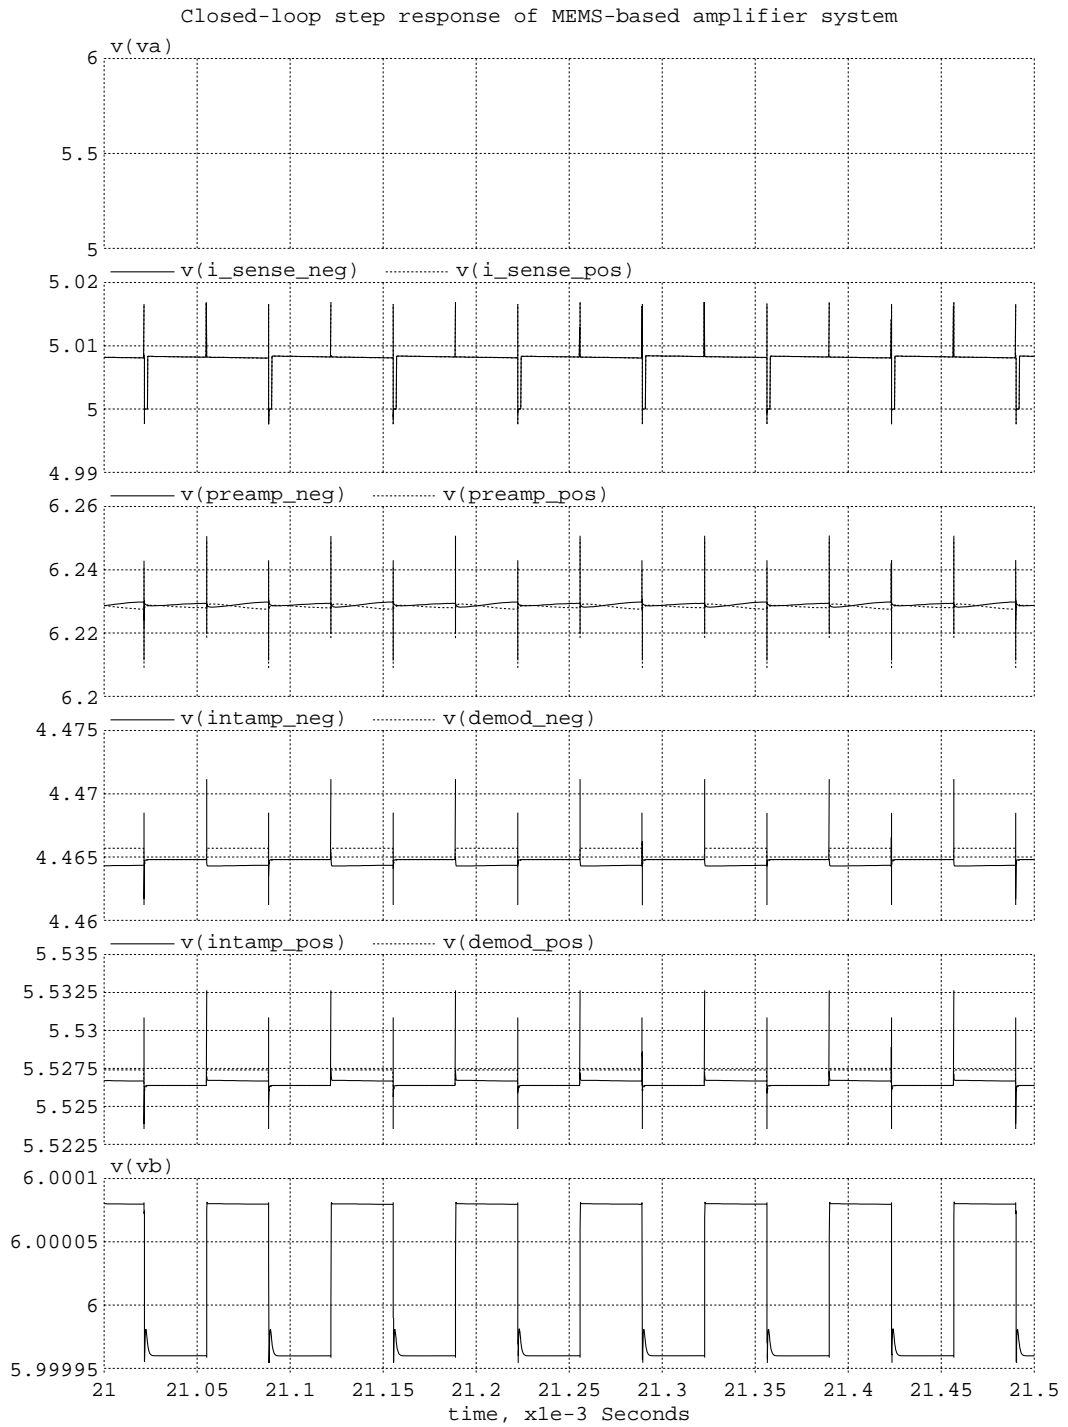 Closed-loop step response of MEMS-based amplifier system
v(va)
6
5.5
5
v(i_sense_neg) v(i_sense_pos)
5.02
5.01
5
4.99
v(preamp_neg) v(preamp_pos)
6.26
6.24
6.22
6.2
v(intamp_neg) v(demod_neg)
4.475
4.47
4.465
4.46
v(intamp_pos) v(demod_pos)
5.535
5.5325
5.53
5.5275
5.525
5.5225
v(vb)
6.0001
6.00005
6
5.99995
21 21.05 21.1 21.15 21.2 21.25 21.3 21.35 21.4 21.45 21.5
time, x1e-3 Seconds